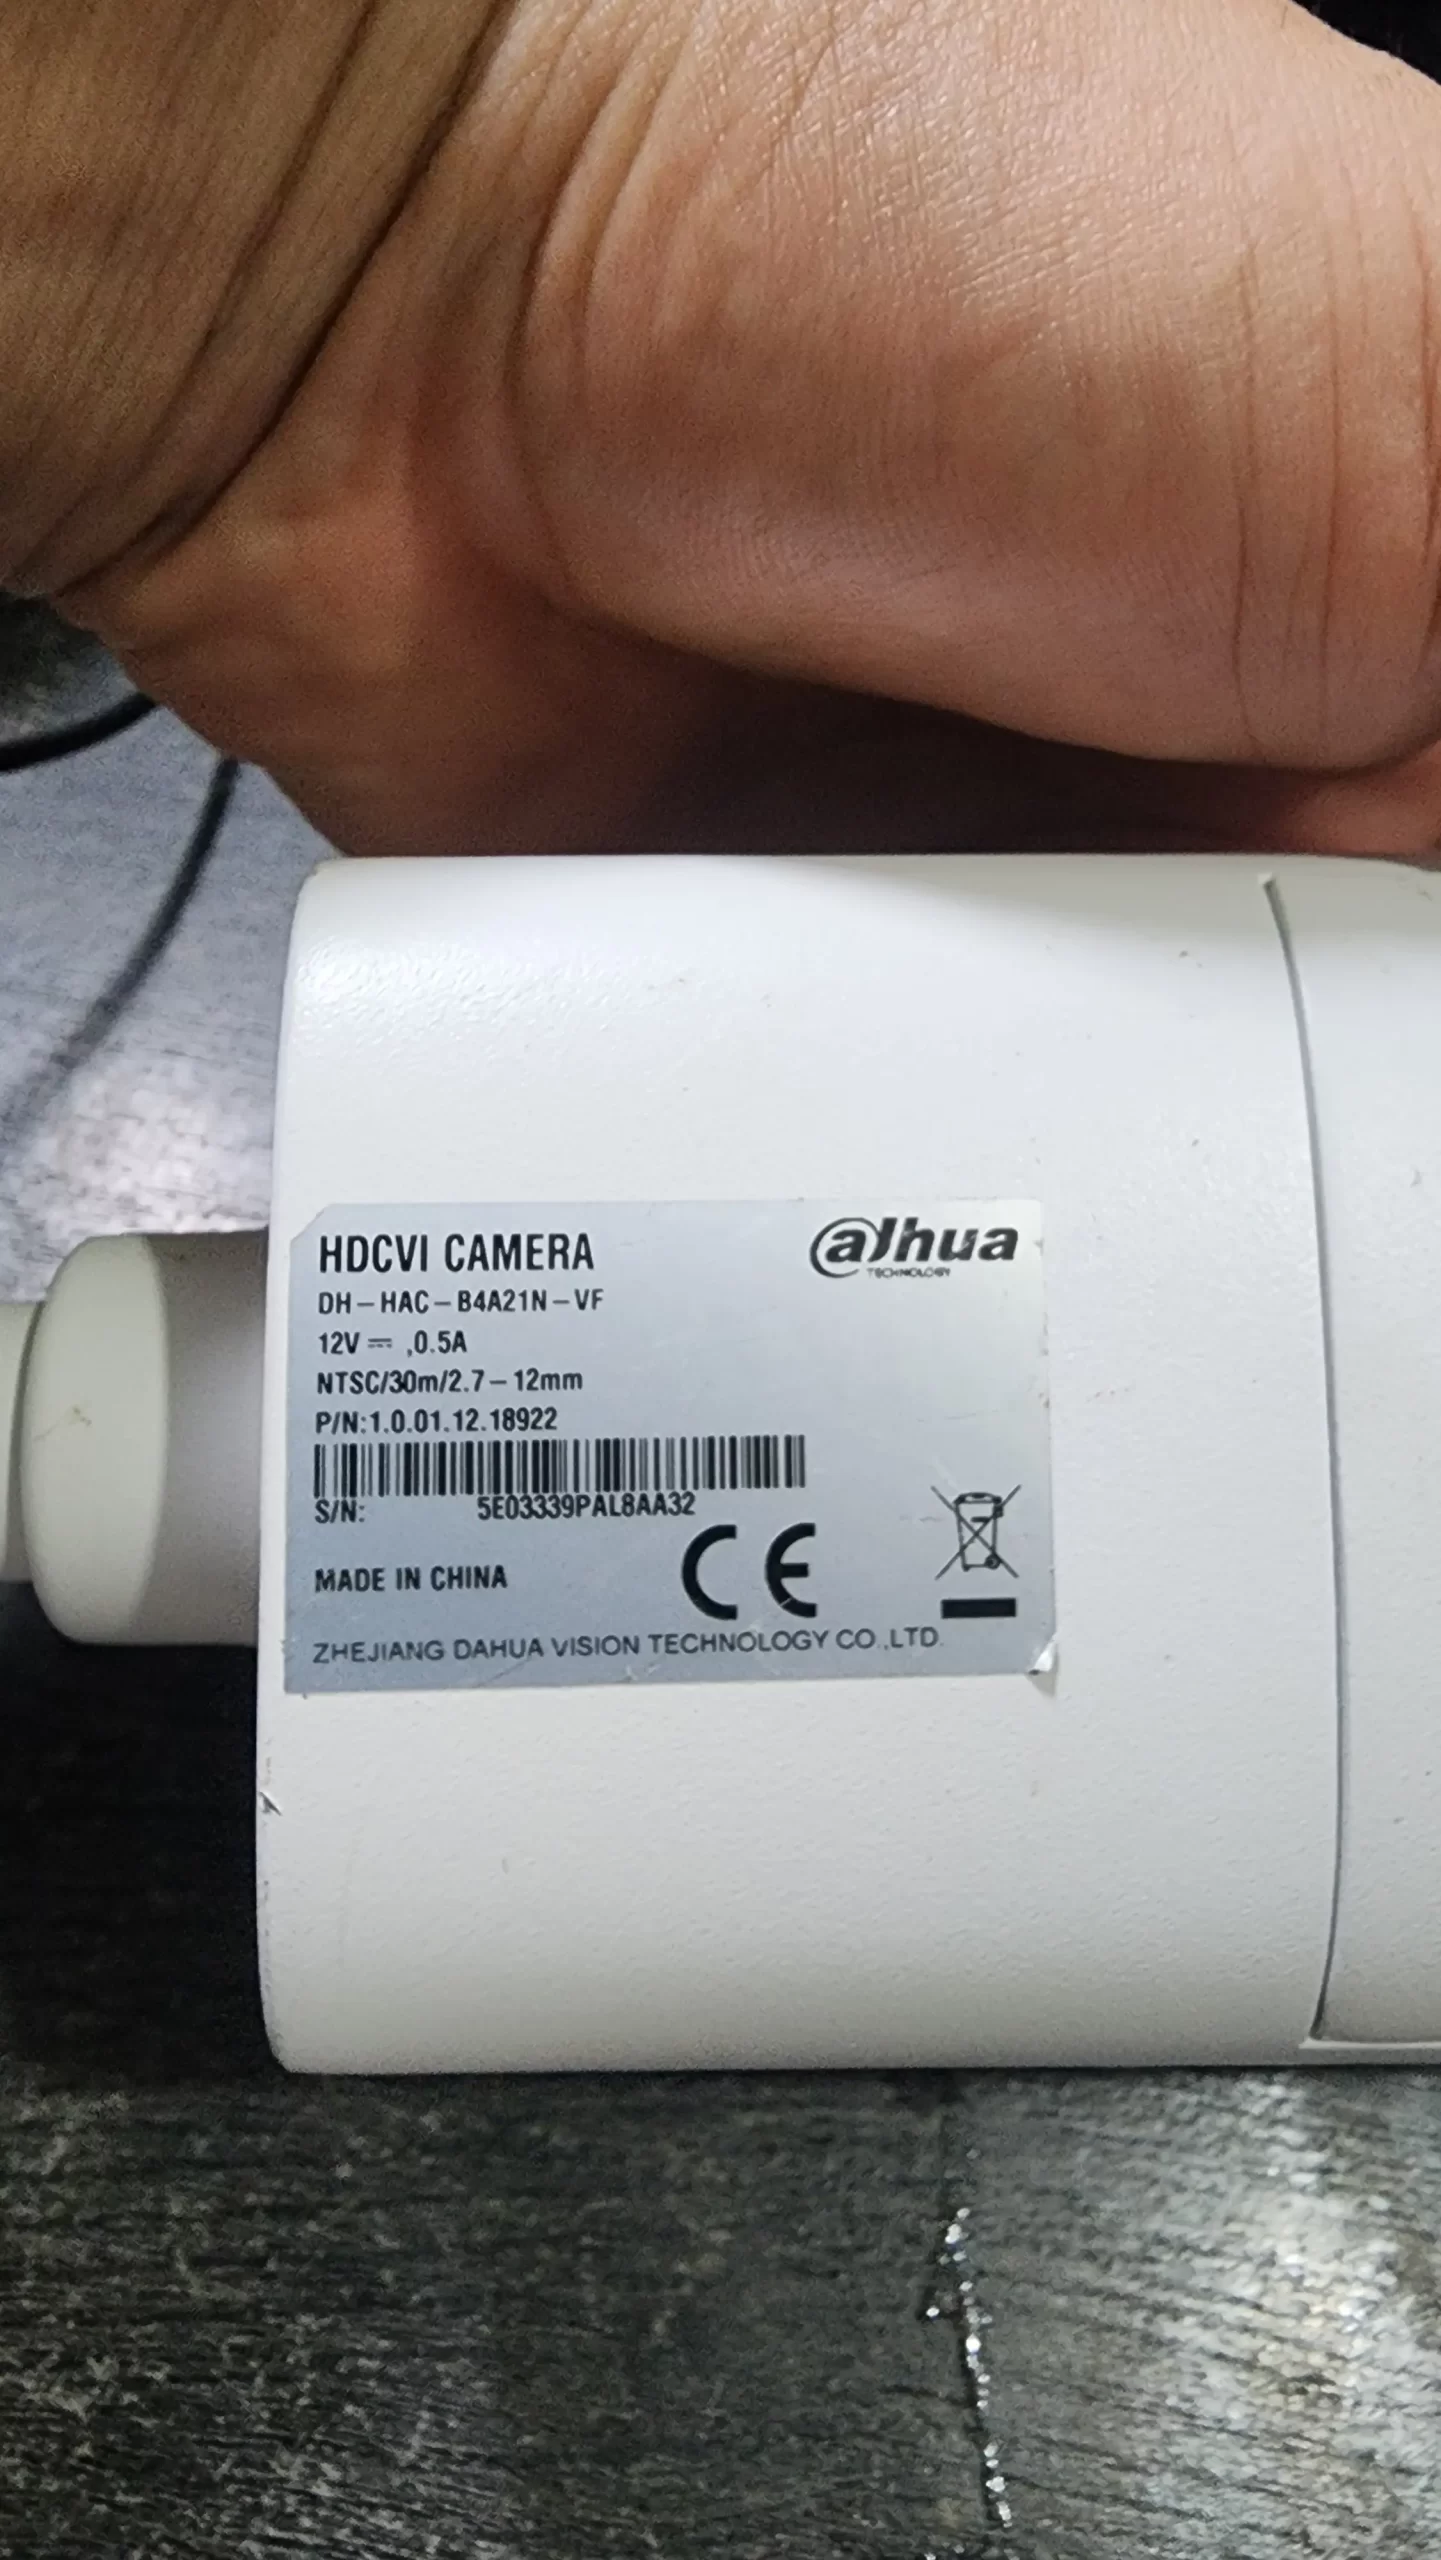 HDCVI CAMERA
alhua
TECHNOLOGY
DH-HAC-B4A21N-VF
12V⎓ ,0.5A
NTSC/30m/2.7-12mm
P/N:1.0.01.12.18922
S/N: 5E03339PAL8AA32
MADE IN CHINA
CE
ZHEJIANG DAHUA VISION TECHNOLOGY CO.,LTD.